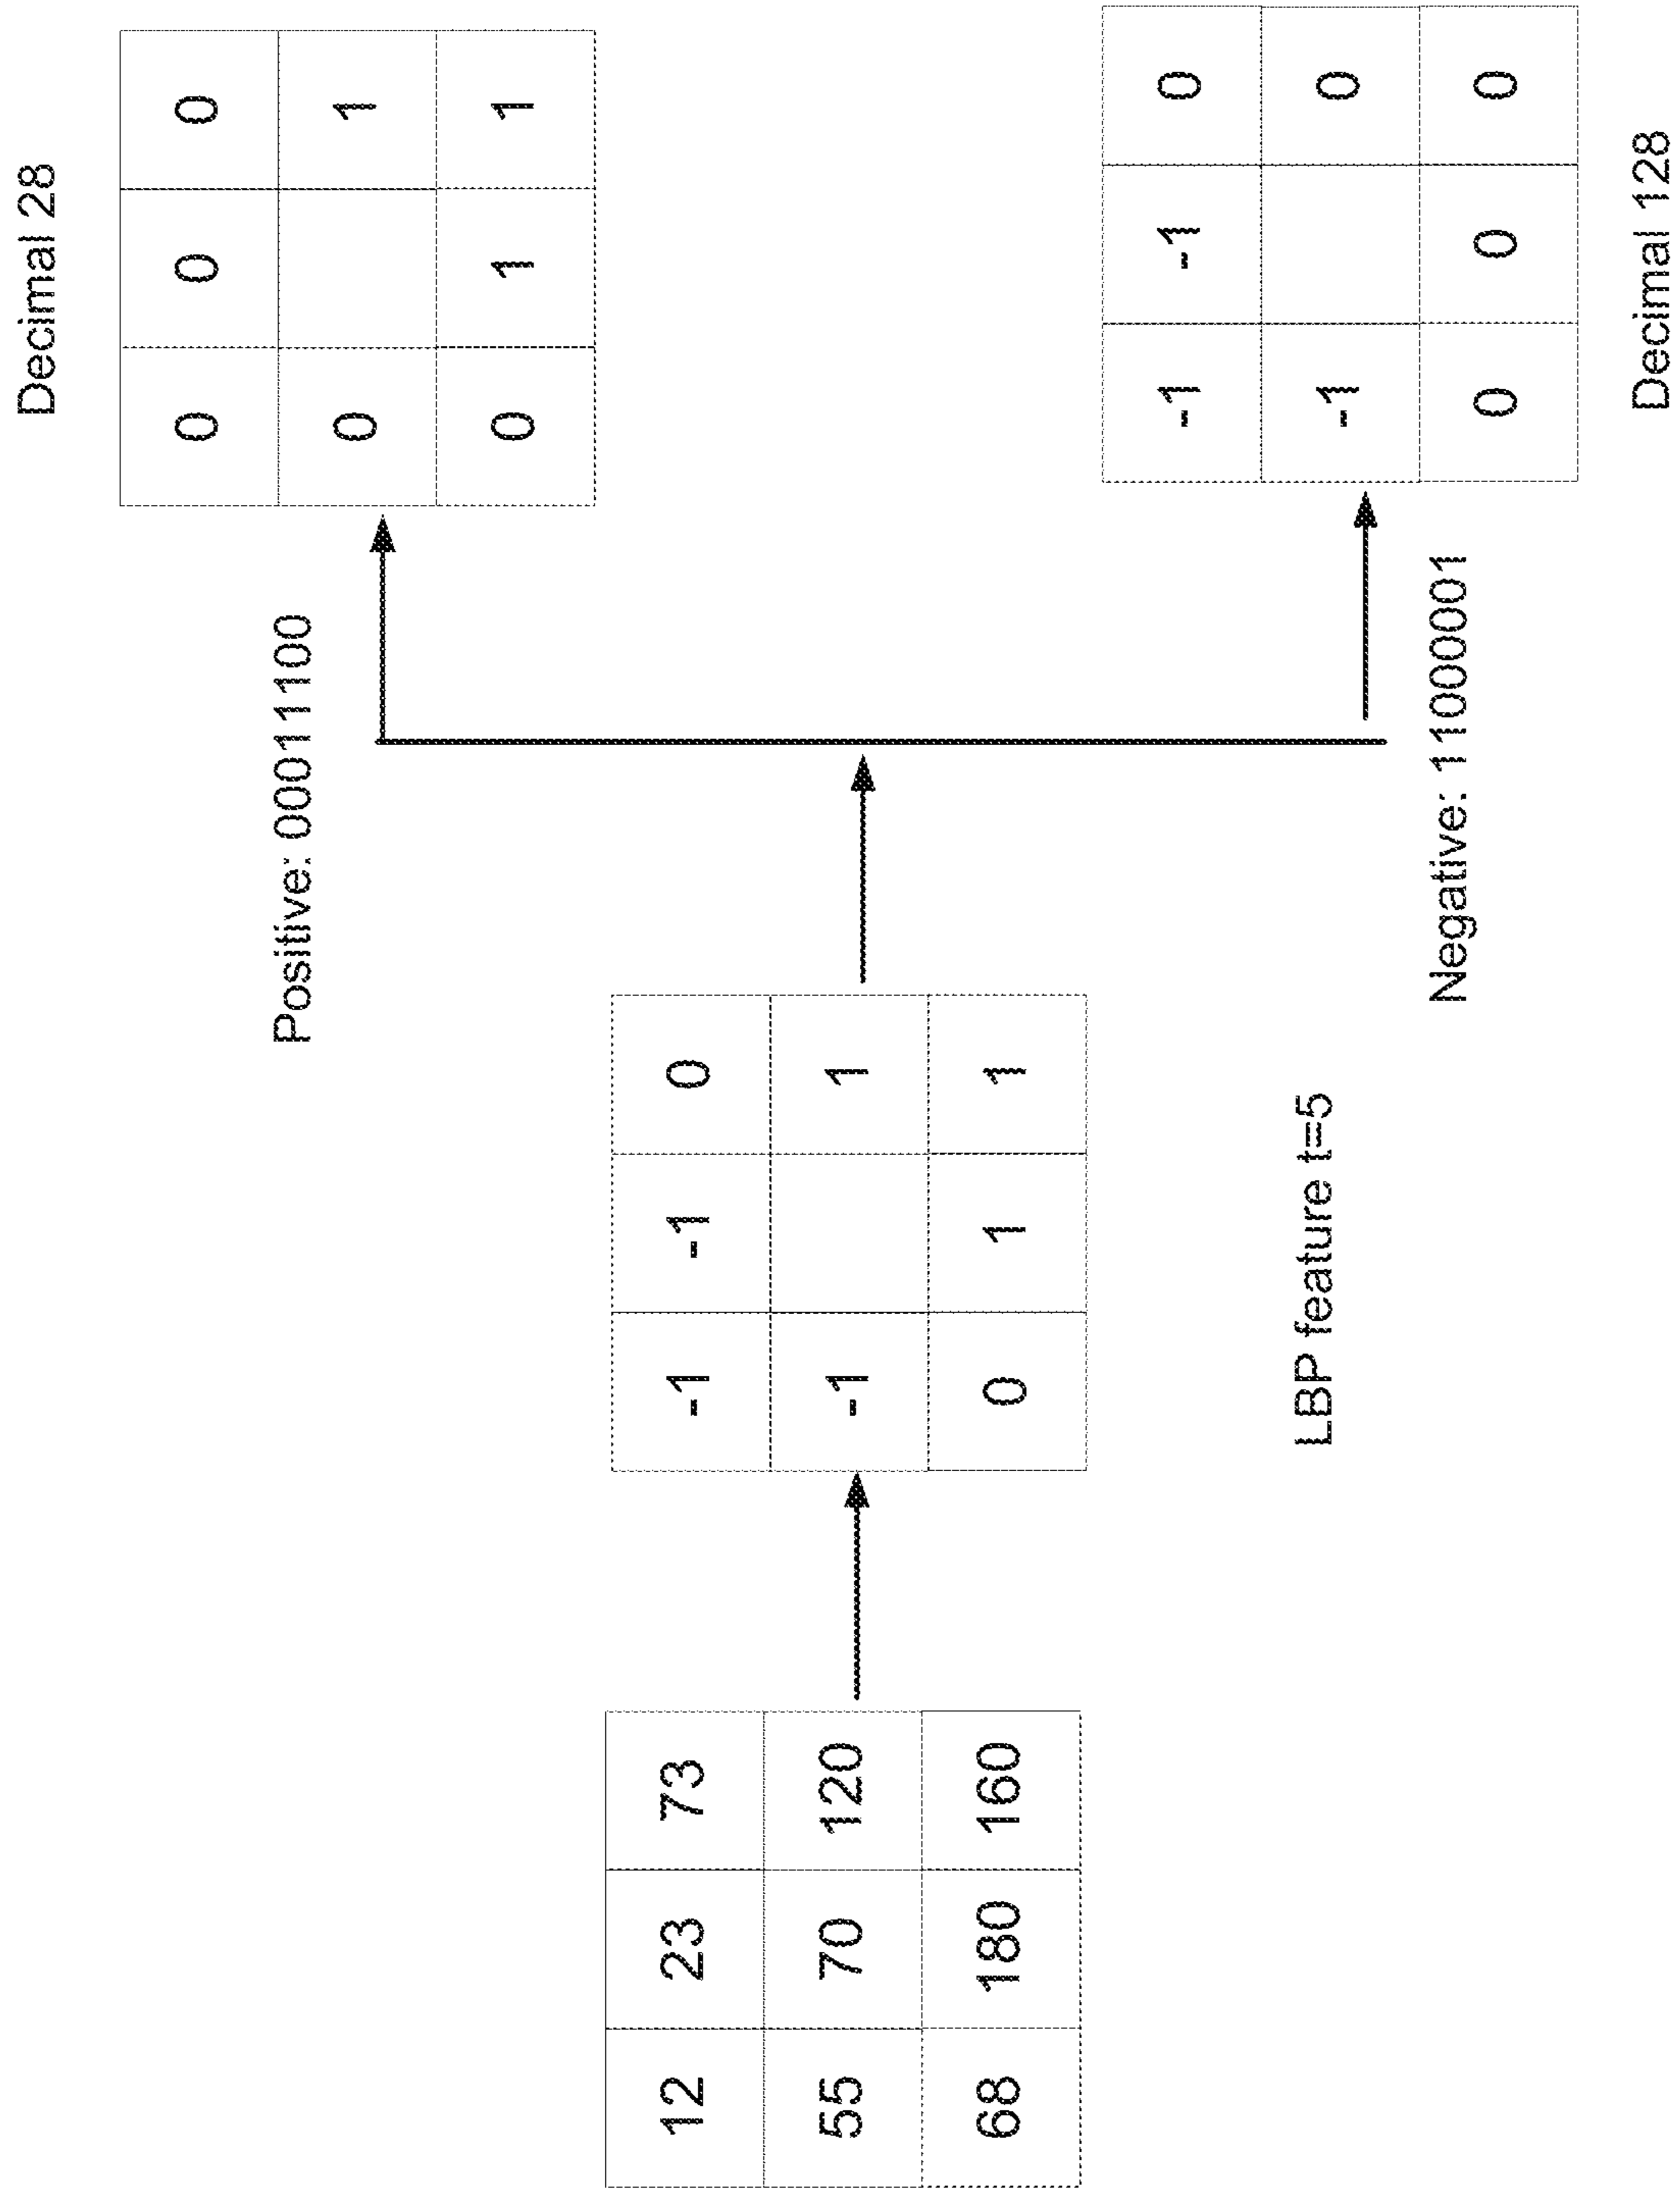 12 23 73
55 70 120
68 180 160
-1 -1 0
-1 1
0 1 1
LBP feature t=5
Positive: 00011100
Decimal 28
0 0 0
0 1
0 1 1
Negative: 11000001
-1 -1 0
-1 0
0 0 0
Decimal 128